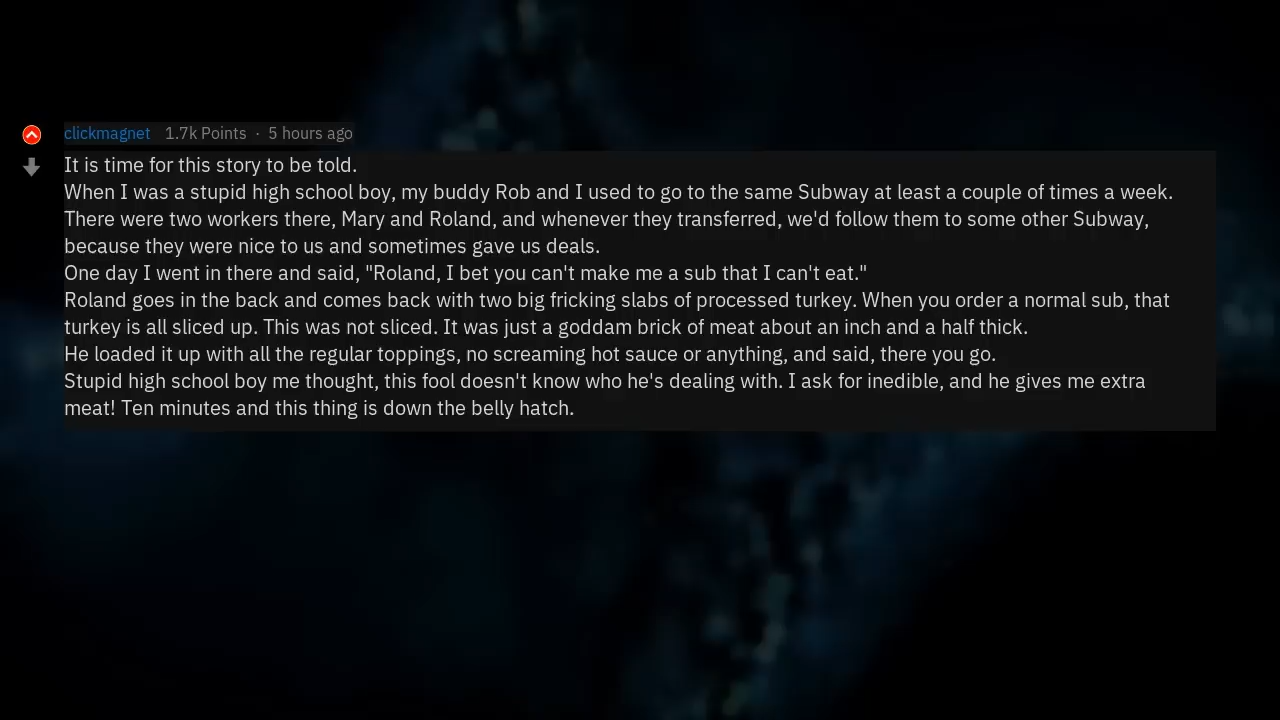 clickmagnet 1.7k Points · 5 hours ago
It is time for this story to be told.
When I was a stupid high school boy, my buddy Rob and I used to go to the same Subway at least a couple of times a week.
There were two workers there, Mary and Roland, and whenever they transferred, we'd follow them to some other Subway,
because they were nice to us and sometimes gave us deals.
One day I went in there and said, "Roland, I bet you can't make me a sub that I can't eat."
Roland goes in the back and comes back with two big fricking slabs of processed turkey. When you order a normal sub, that
turkey is all sliced up. This was not sliced. It was just a goddam brick of meat about an inch and a half thick.
He loaded it up with all the regular toppings, no screaming hot sauce or anything, and said, there you go.
Stupid high school boy me thought, this fool doesn't know who he's dealing with. I ask for inedible, and he gives me extra
meat! Ten minutes and this thing is down the belly hatch.